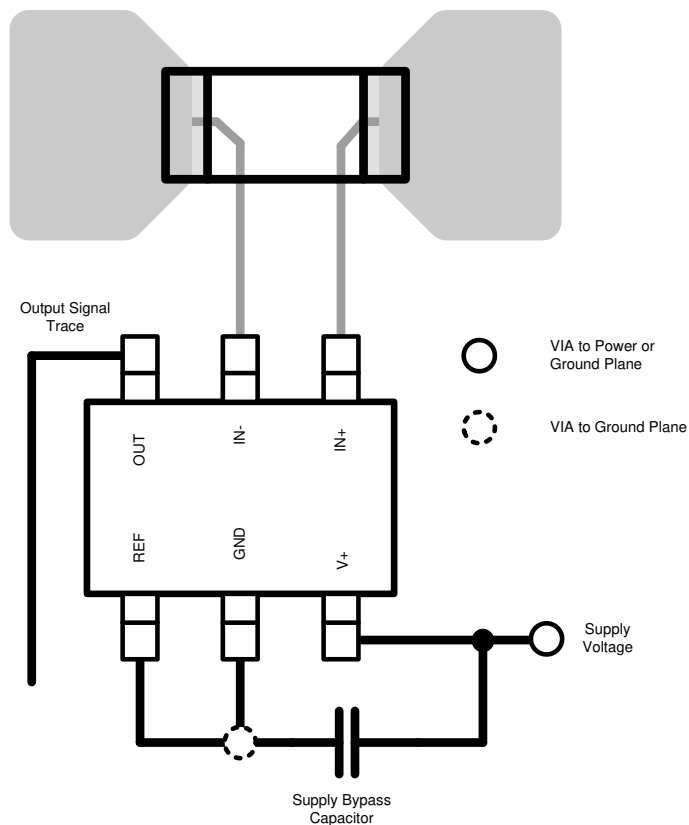 Output Signal
Trace
VIA to Power or
Ground Plane
VIA to Ground Plane
OUT
IN-
IN+
REF
GND
V+
Supply
Voltage
Supply Bypass
Capacitor